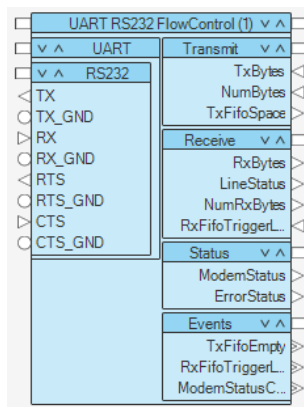 UART RS232 FlowControl (1)
UART
RS232
TX
TX_GND
RX
RX_GND
RTS
RTS_GND
CTS
CTS_GND
Transmit
TxBytes
NumBytes
TxFifoSpace
Receive
RxBytes
LineStatus
NumRxBytes
RxFifoTriggerL...
Status
ModemStatus
ErrorStatus
Events
TxFifoEmpty
RxFifoTriggerL...
ModemStatusC...